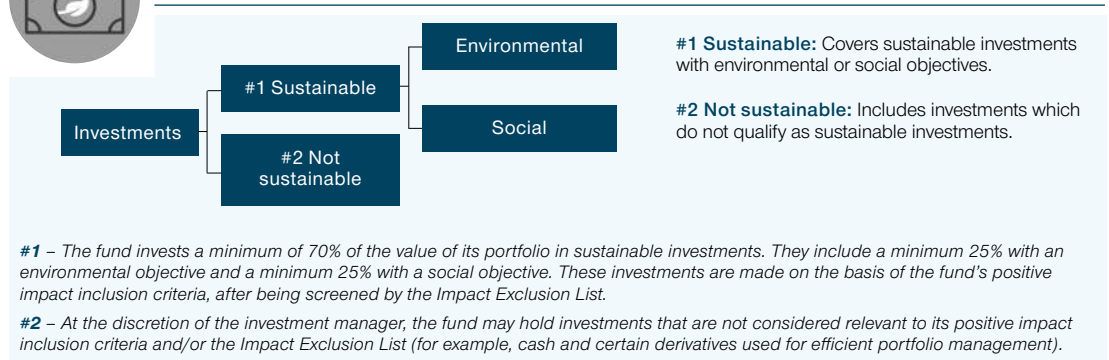 Environmental
#1 Sustainable
Investments
Social
#2 Not
sustainable
#1 Sustainable: Covers sustainable investments
with environmental or social objectives.
#2 Not sustainable: Includes investments which
do not qualify as sustainable investments.
#1 – The fund invests a minimum of 70% of the value of its portfolio in sustainable investments. They include a minimum 25% with an
environmental objective and a minimum 25% with a social objective. These investments are made on the basis of the fund’s positive
impact inclusion criteria, after being screened by the Impact Exclusion List.
#2 – At the discretion of the investment manager, the fund may hold investments that are not considered relevant to its positive impact
inclusion criteria and/or the Impact Exclusion List (for example, cash and certain derivatives used for efficient portfolio management).